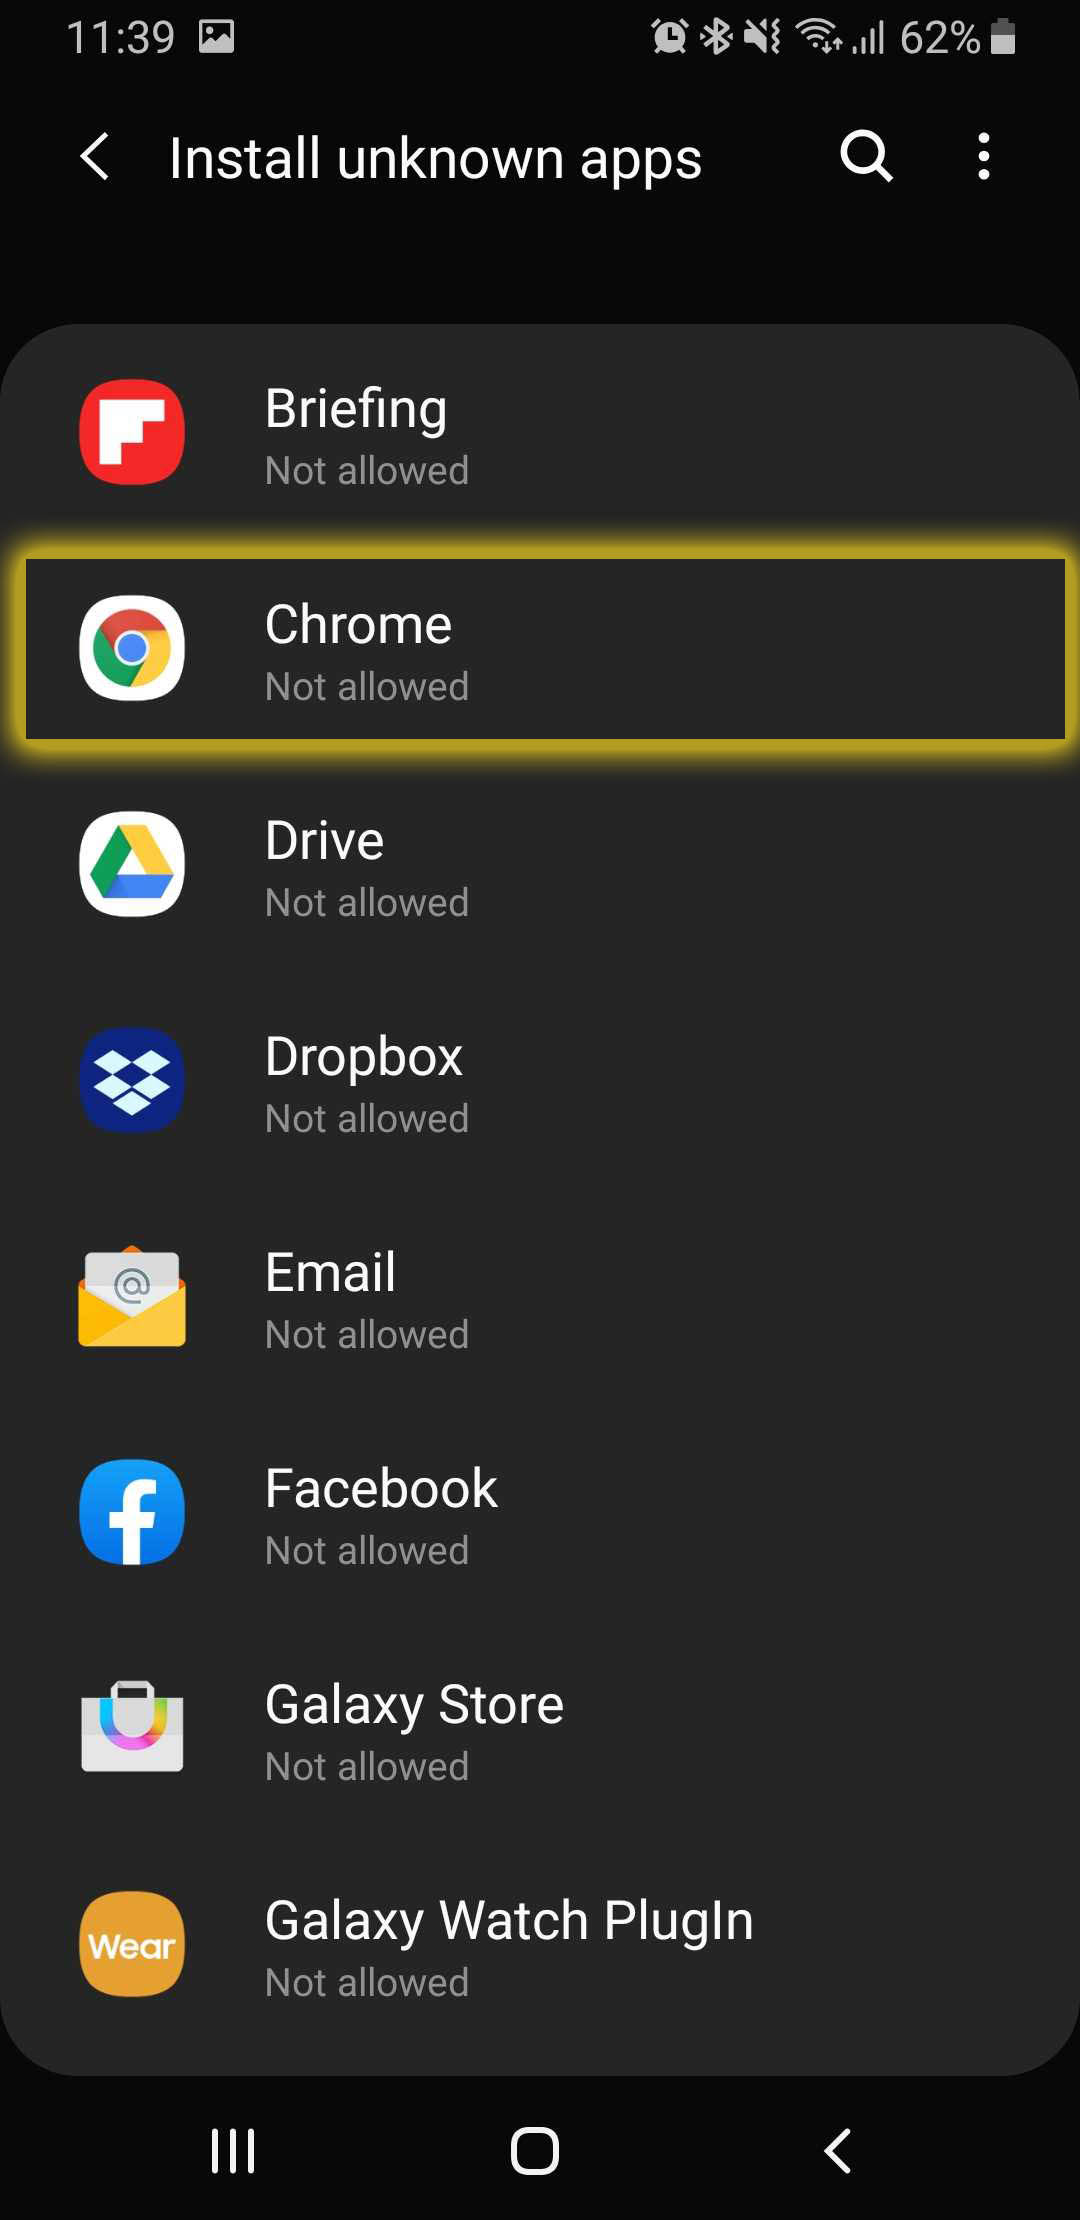 11:39 62%
Install unknown apps
Briefing
Not allowed
Chrome
Not allowed
Drive
Not allowed
Dropbox
Not allowed
Email
Not allowed
Facebook
Not allowed
Galaxy Store
Not allowed
Wear
Galaxy Watch PlugIn
Not allowed